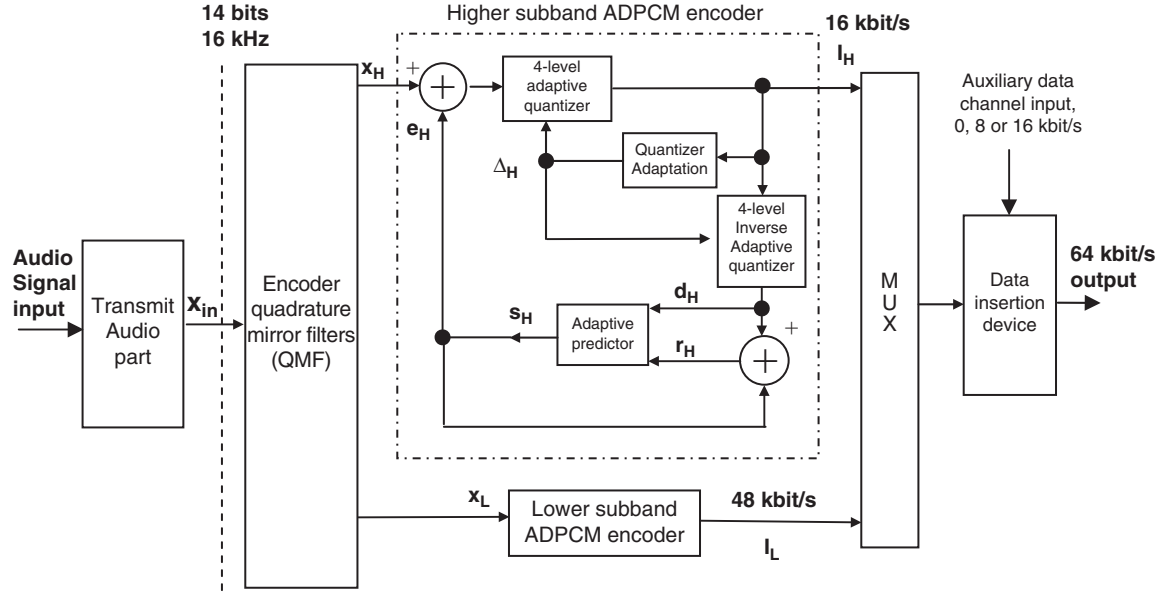 14 bits
16 kHz
Higher subband ADPCM encoder
16 kbit/s
I_H
x_H
+
+
e_H
4-level
adaptive
quantizer
Δ_H
Quantizer
Adaptation
4-level
Inverse
Adaptive
quantizer
d_H
s_H
Adaptive
predictor
r_H
+
+
Auxiliary data
channel input,
0, 8 or 16 kbit/s
Audio
Signal
input
Transmit
Audio
part
x_in
Encoder
quadrature
mirror filters
(QMF)
M
U
X
Data
insertion
device
64 kbit/s
output
x_L
Lower subband
ADPCM encoder
48 kbit/s
I_L